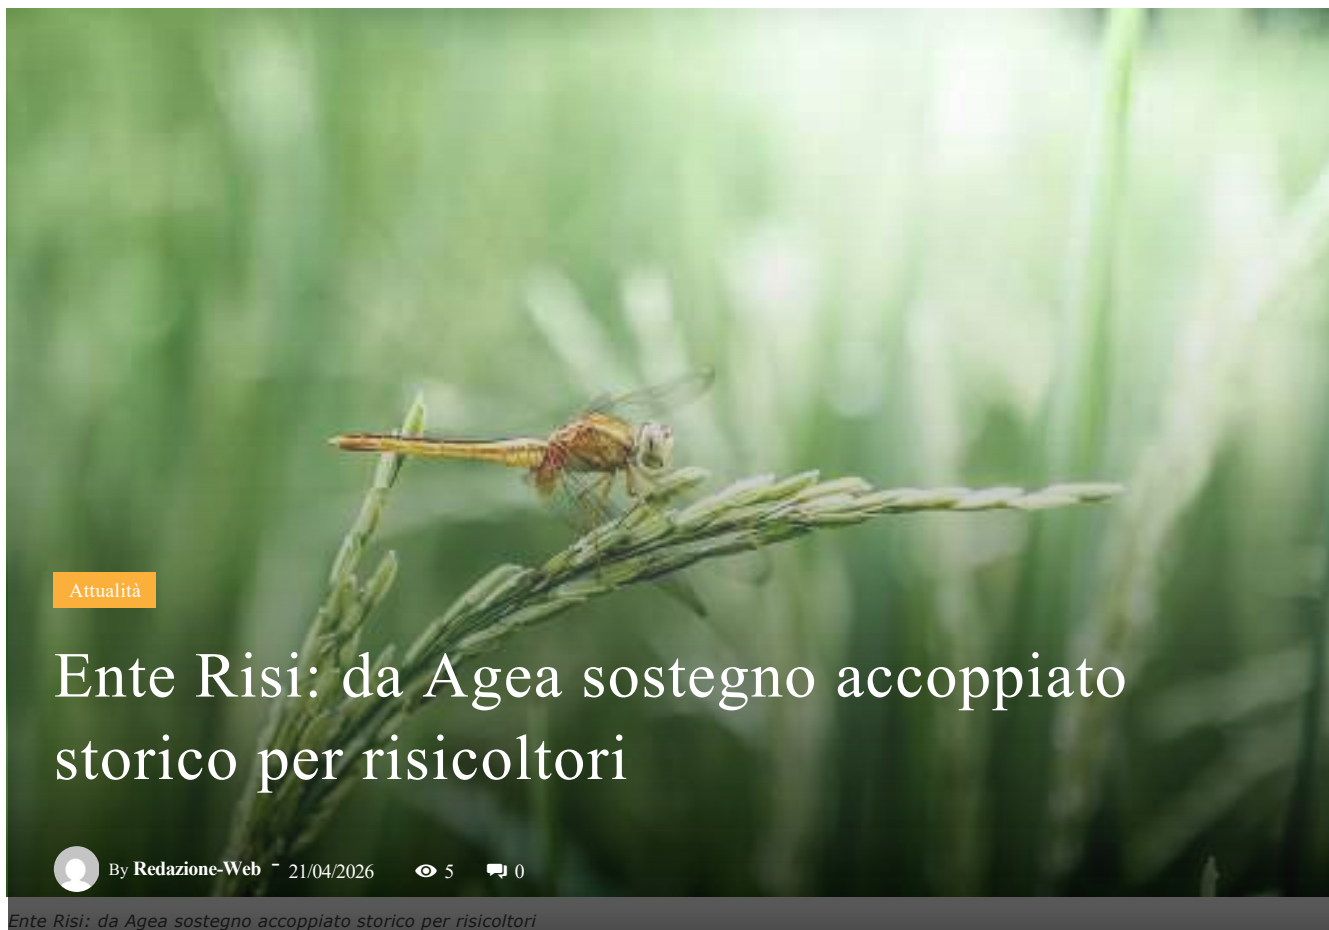 Attualità
Ente Risi: da Agea sostegno accoppiato
storico per risicoltori
By Redazione-Web - 21/04/2026 5 0
Ente Risi: da Agea sostegno accoppiato storico per risicoltori